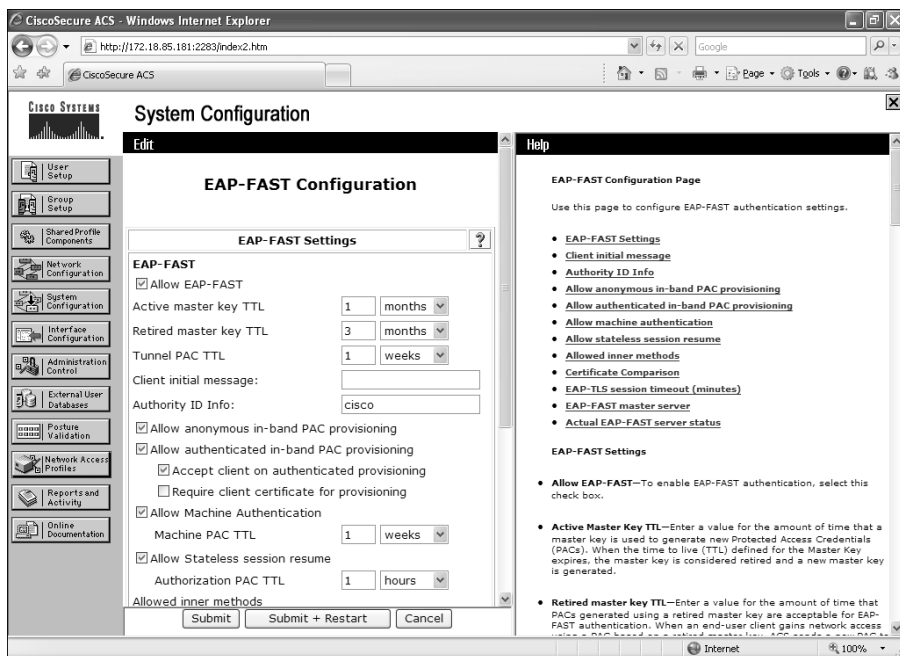 CiscoSecure ACS - Windows Internet Explorer
http://172.18.85.181:2283/index2.htm
Google
CiscoSecure ACS
Page
Tools
CISCO SYSTEMS
System Configuration
User Setup
Group Setup
Shared Profile Components
Network Configuration
System Configuration
Interface Configuration
Administration Control
External User Databases
Posture Validation
Network Access Profiles
Reports and Activity
Online Documentation
Edit
EAP-FAST Configuration
EAP-FAST Settings ?
EAP-FAST
Allow EAP-FAST
Active master key TTL 1 months
Retired master key TTL 3 months
Tunnel PAC TTL 1 weeks
Client initial message:
Authority ID Info: cisco
Allow anonymous in-band PAC provisioning
Allow authenticated in-band PAC provisioning
Accept client on authenticated provisioning
Require client certificate for provisioning
Allow Machine Authentication
Machine PAC TTL 1 weeks
Allow Stateless session resume
Authorization PAC TTL 1 hours
Allowed inner methods
Submit Submit + Restart Cancel
Help
EAP-FAST Configuration Page
Use this page to configure EAP-FAST authentication settings.
EAP-FAST Settings
Client initial message
Authority ID Info
Allow anonymous in-band PAC provisioning
Allow authenticated in-band PAC provisioning
Allow machine authentication
Allow stateless session resume
Allowed inner methods
Certificate Comparison
EAP-TLS session timeout (minutes)
EAP-FAST master server
Actual EAP-FAST server status
EAP-FAST Settings
Allow EAP-FAST—To enable EAP-FAST authentication, select this
check box.
Active Master Key TTL—Enter a value for the amount of time that a
master key is used to generate new Protected Access Credentials
(PACs). When the time to live (TTL) defined for the Master Key
expires, the master key is considered retired and a new master key
is generated.
Retired master key TTL—Enter a value for the amount of time that
PACs generated using a retired master key are acceptable for EAP-
FAST authentication. When an end-user client gains network access
using a PAC based on a retired master key, ACS sends a new PAC to
Internet
100%